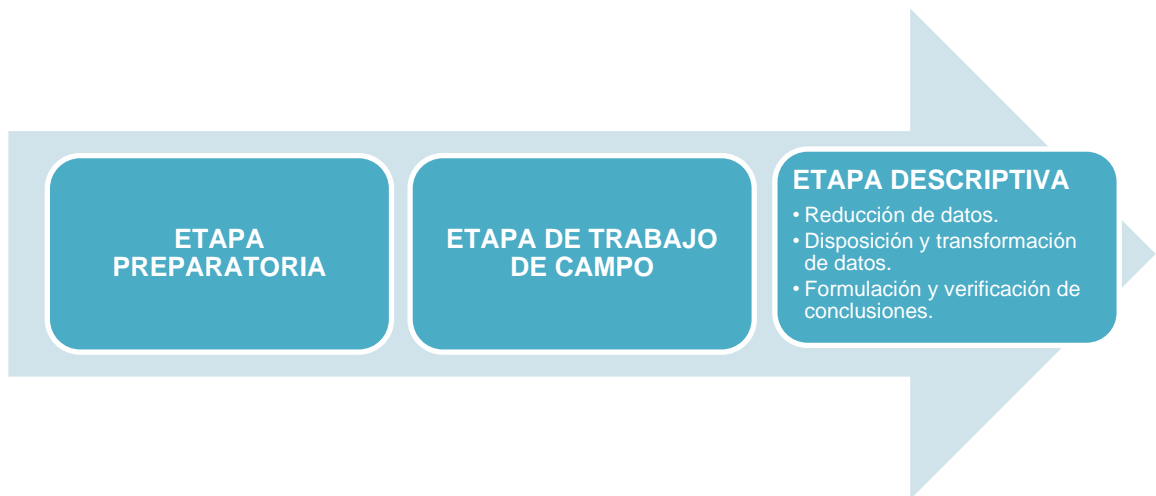 ETAPA
PREPARATORIA
ETAPA DE TRABAJO
DE CAMPO
ETAPA DESCRIPTIVA
• Reducción de datos.
• Disposición y transformación
de datos.
• Formulación y verificación de
conclusiones.